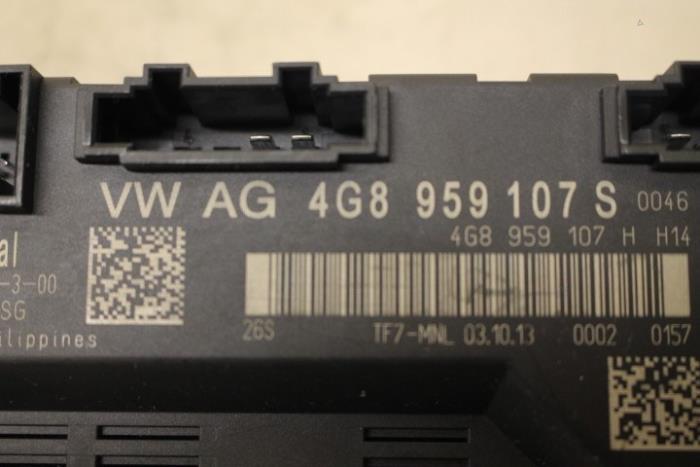 VW AG 4G8 959 107 S 0046
4G8 959 107 H H14
al
-3-00
SG
ilippines
26S TF7-MNL 03.10.13 0002 0157